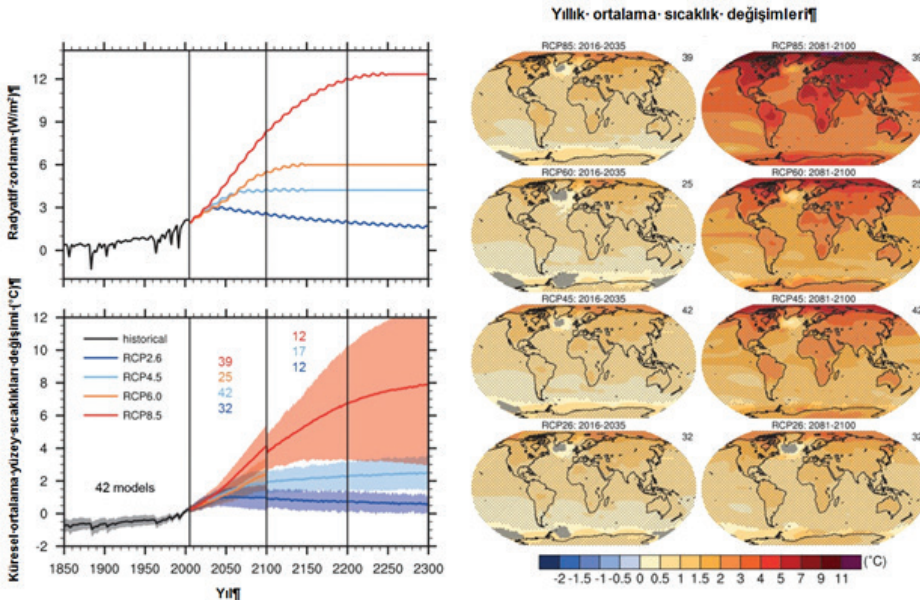 Yıllık· ortalama· sıcaklık· değişimleri¶
Radyatif·zorlama·(W/m²)¶
12
9
6
3
0
Küresel·ortalama·yüzey·sıcaklıkları·değişimi·(°C)¶
12
10
8
6
4
2
0
-2
historical
RCP2.6
RCP4.5
RCP6.0
RCP8.5
39
25
42
32
12
17
12
42 models
1850 1900 1950 2000 2050 2100 2150 2200 2250 2300
Yıl¶
RCP85: 2016-2035
39
RCP85: 2081-2100
RCP60: 2016-2035
25
RCP60: 2081-2100
RCP45: 2016-2035
42
RCP45: 2081-2100
RCP26: 2016-2035
32
RCP26: 2081-2100
-2 -1.5 -1 -0.5 0 0.5 1 1.5 2 3 4 5 7 9 11
(°C)